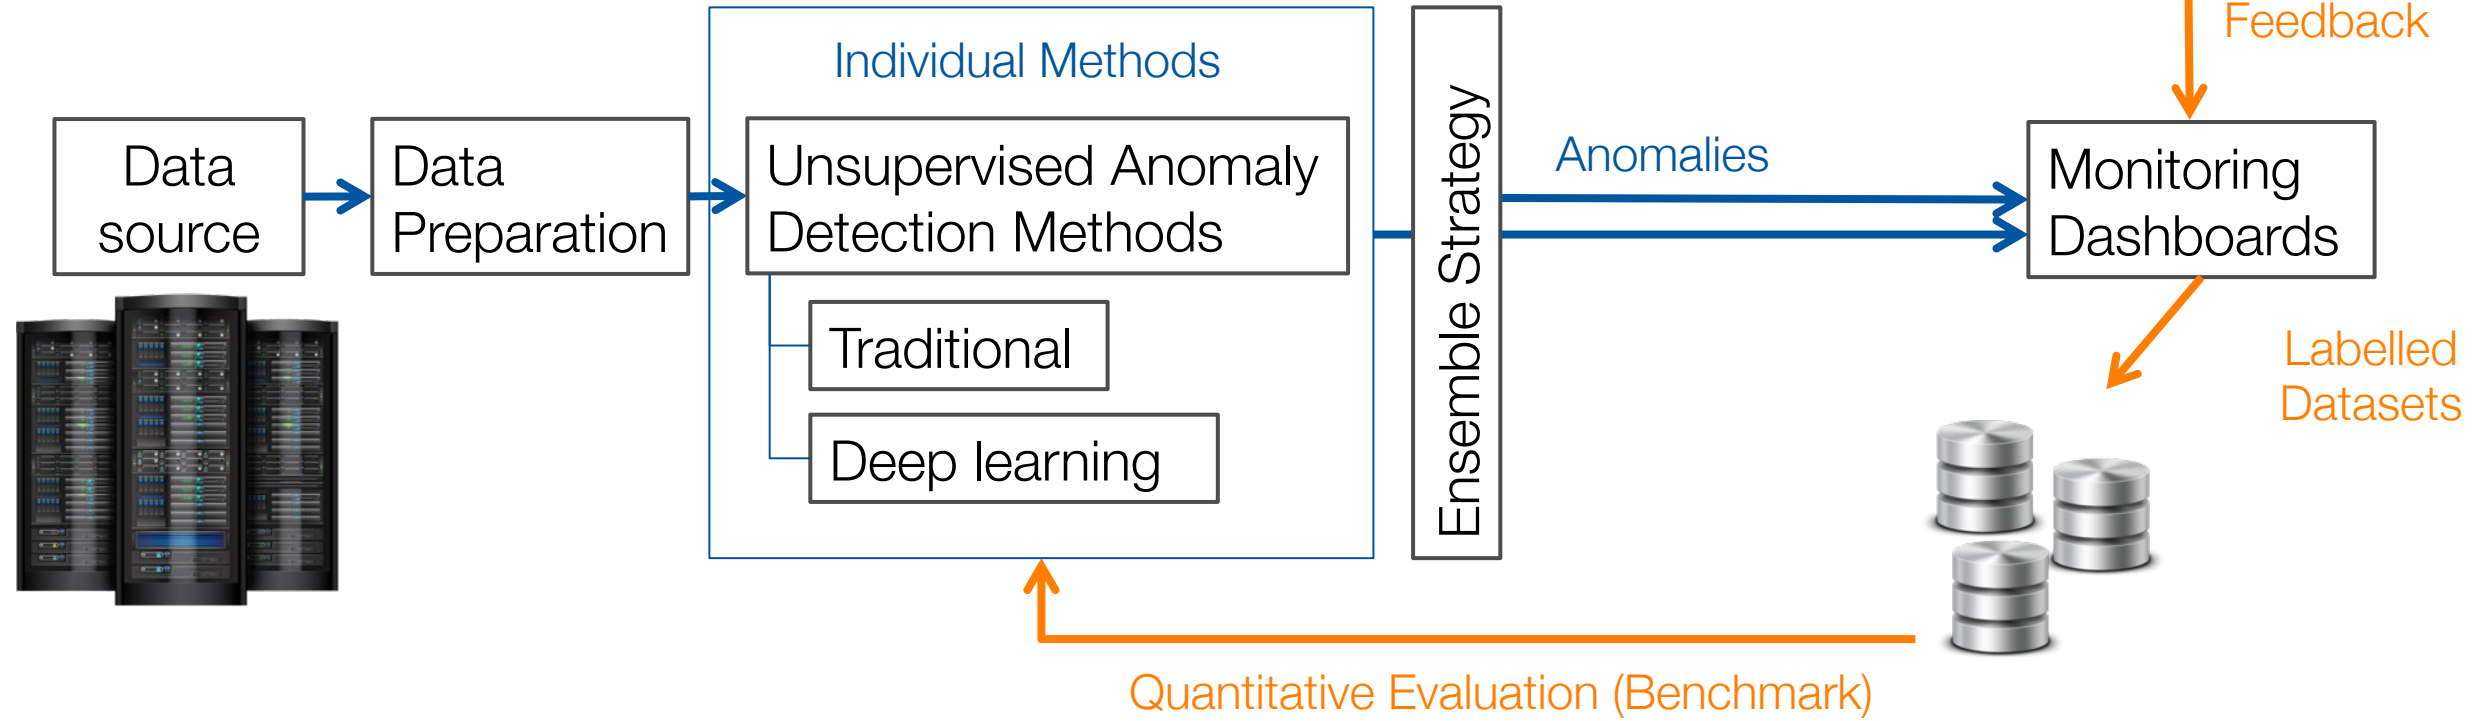 Feedback
Individual Methods
Data
source
Data
Preparation
Unsupervised Anomaly
Detection Methods
Traditional
Deep learning
Ensemble Strategy
Anomalies
Monitoring
Dashboards
Labelled
Datasets
Quantitative Evaluation (Benchmark)